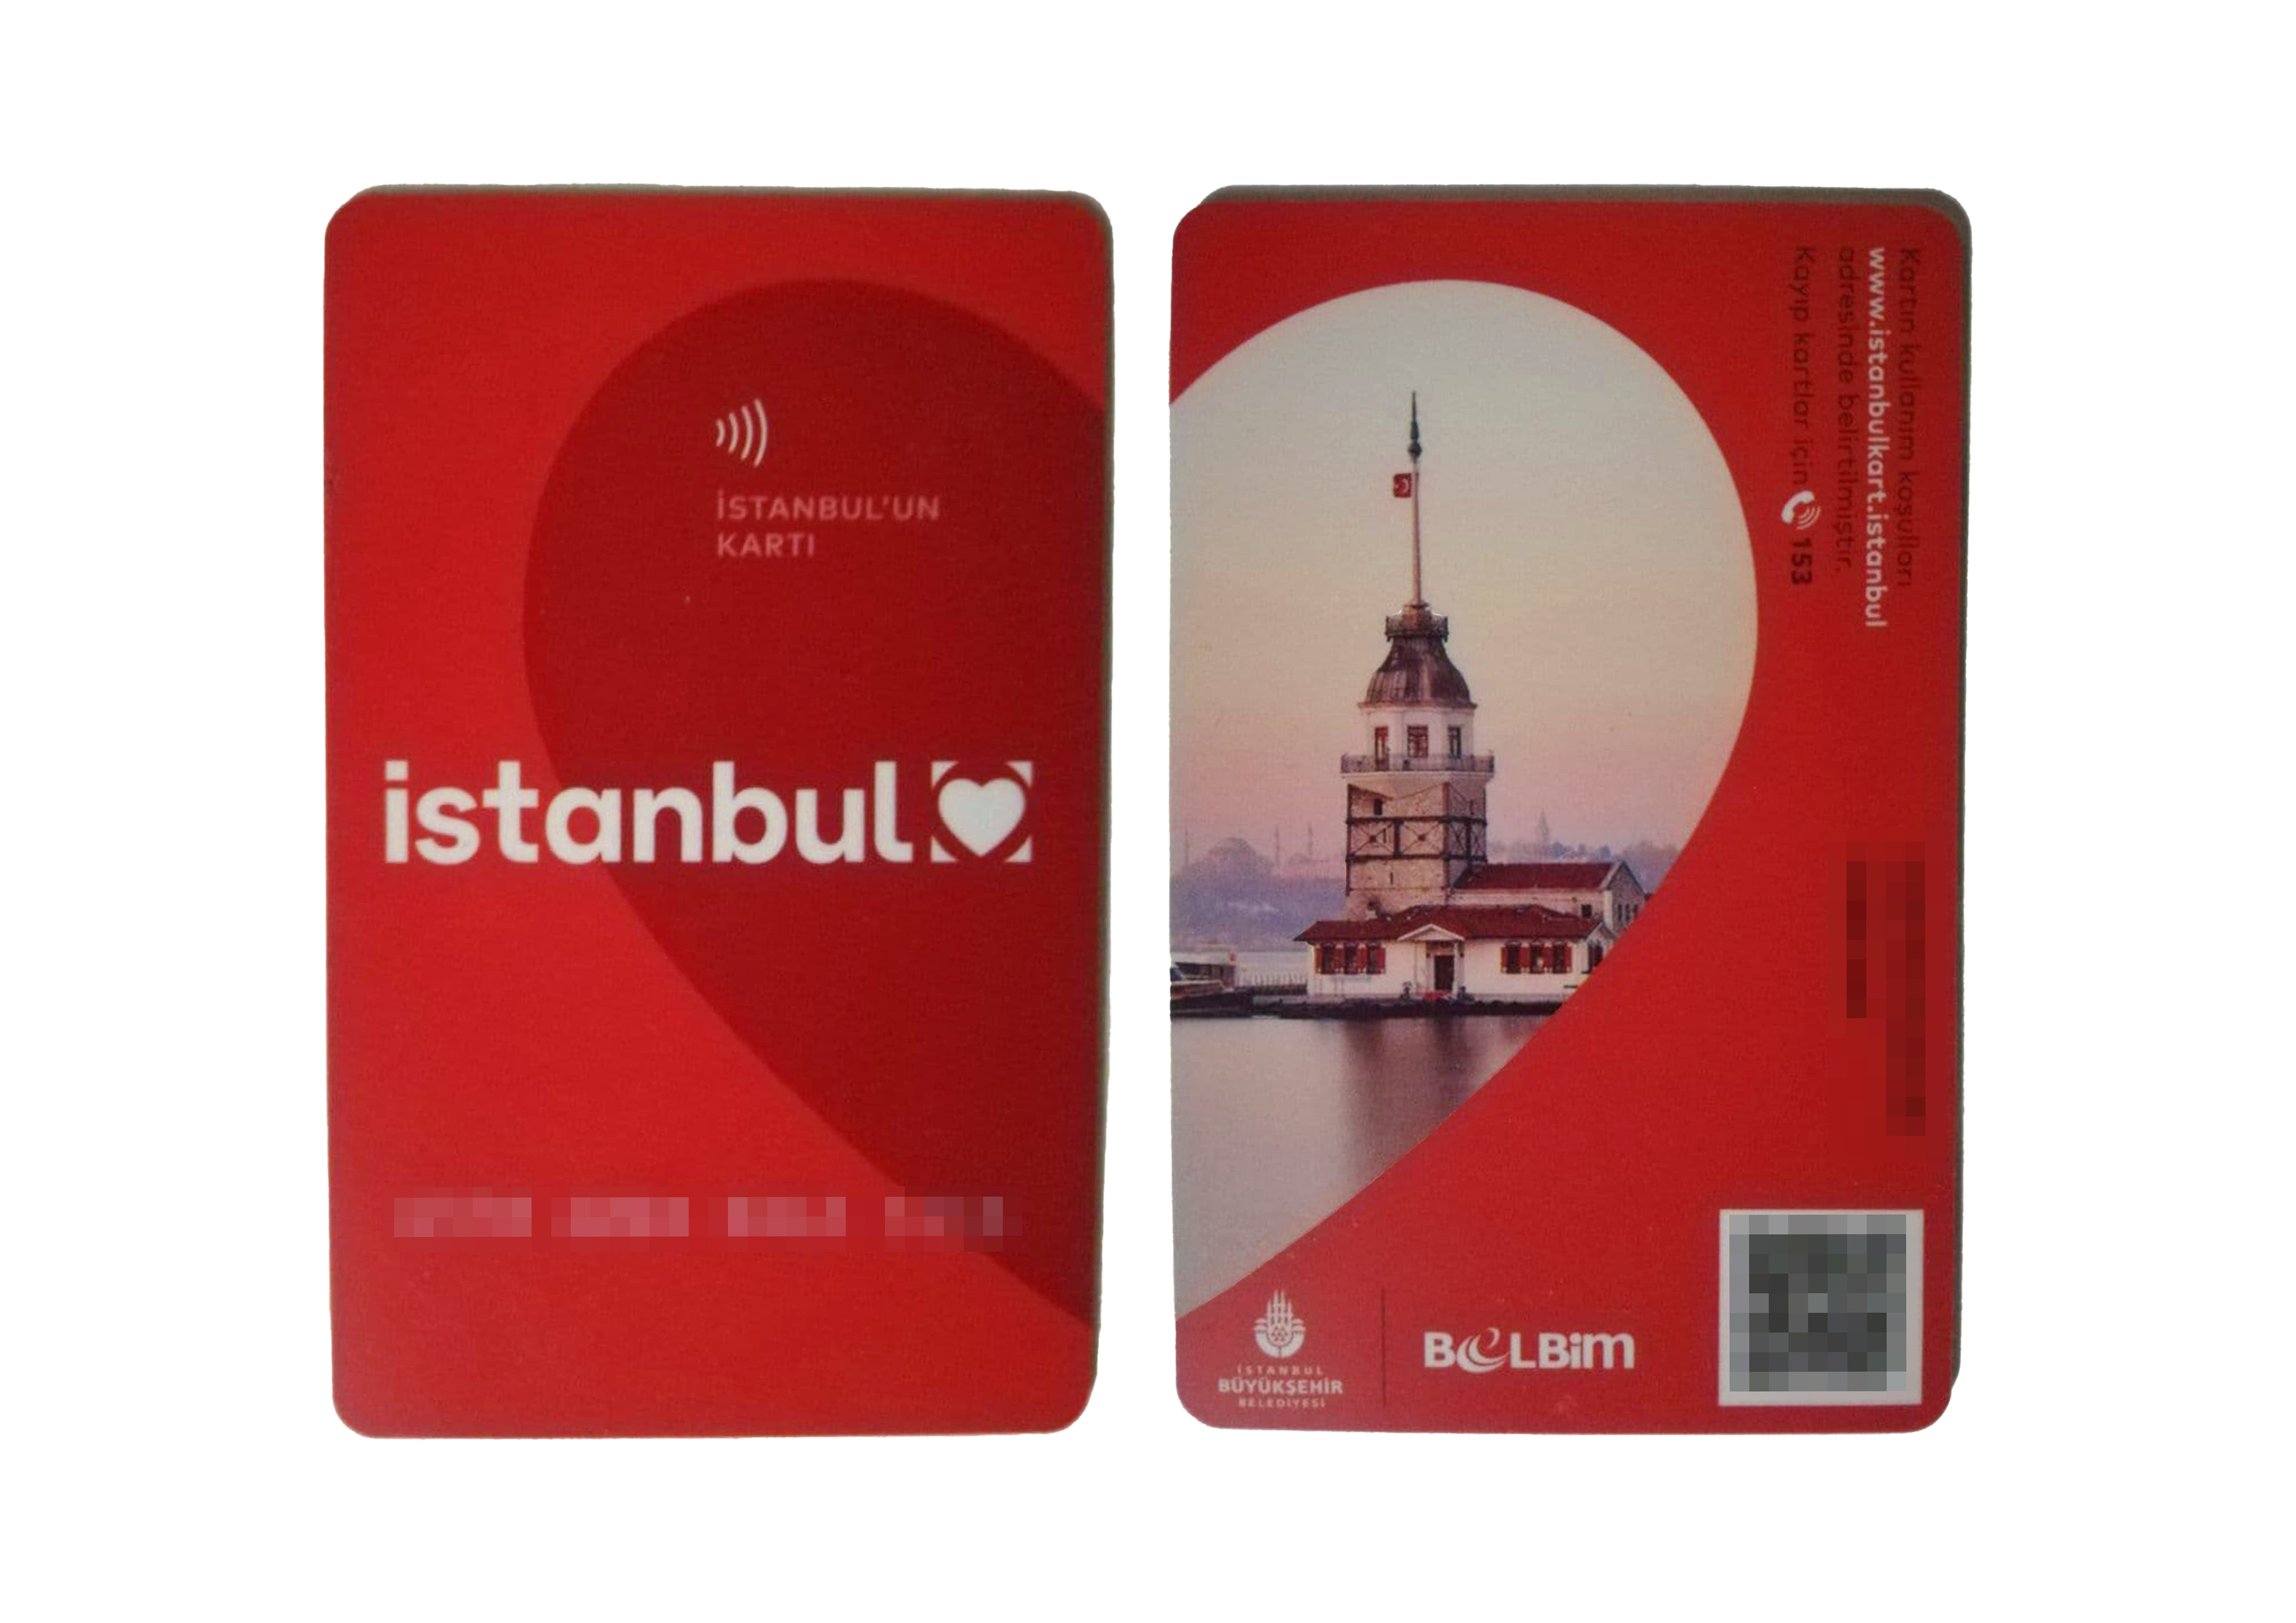 İSTANBUL'UN
KARTI
istanbul
Kartın kullanım koşulları
www.istanbulkart.istanbul
adresinde belirtilmiştir.
Kayıp kartlar için 153
İSTANBUL
BÜYÜKŞEHİR
BELEDİYESİ
BELBiM